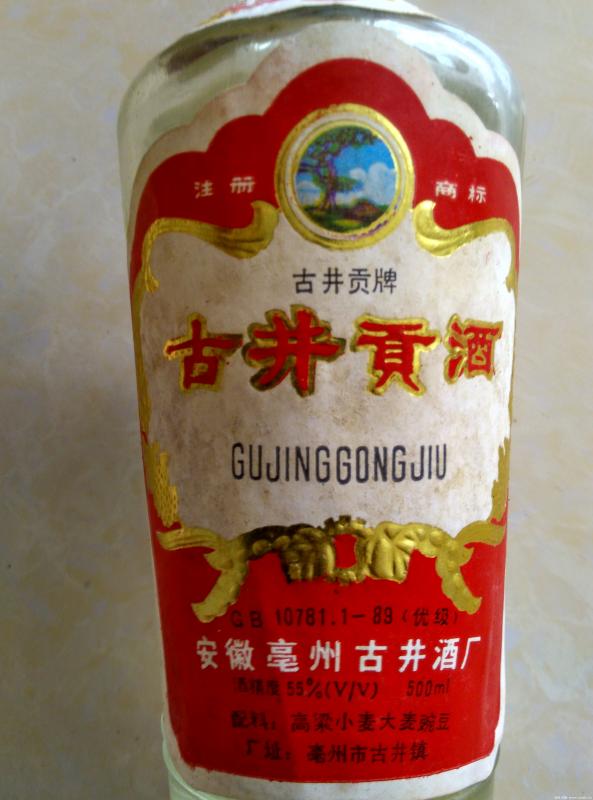 注册 商标
古井贡牌
古井貢酒
GUJINGGONGJIU
GB 10781.1-89(优级)
安徽亳州古井酒厂
酒精度 55%(V/V) 500ml
配料：高梁小麦大麦豌豆
厂址：亳州市古井镇